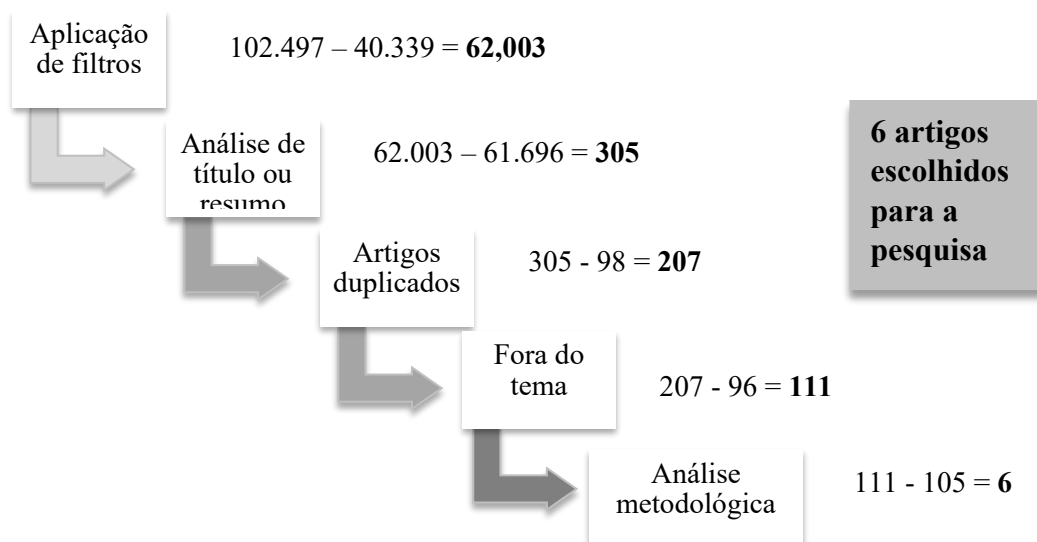 Aplicação
de filtros
102.497 – 40.339 = 62,003
Análise de
título ou
resumo
62.003 – 61.696 = 305
Artigos
duplicados
305 - 98 = 207
Fora do
tema
207 - 96 = 111
Análise
metodológica
111 - 105 = 6
6 artigos
escolhidos
para a
pesquisa